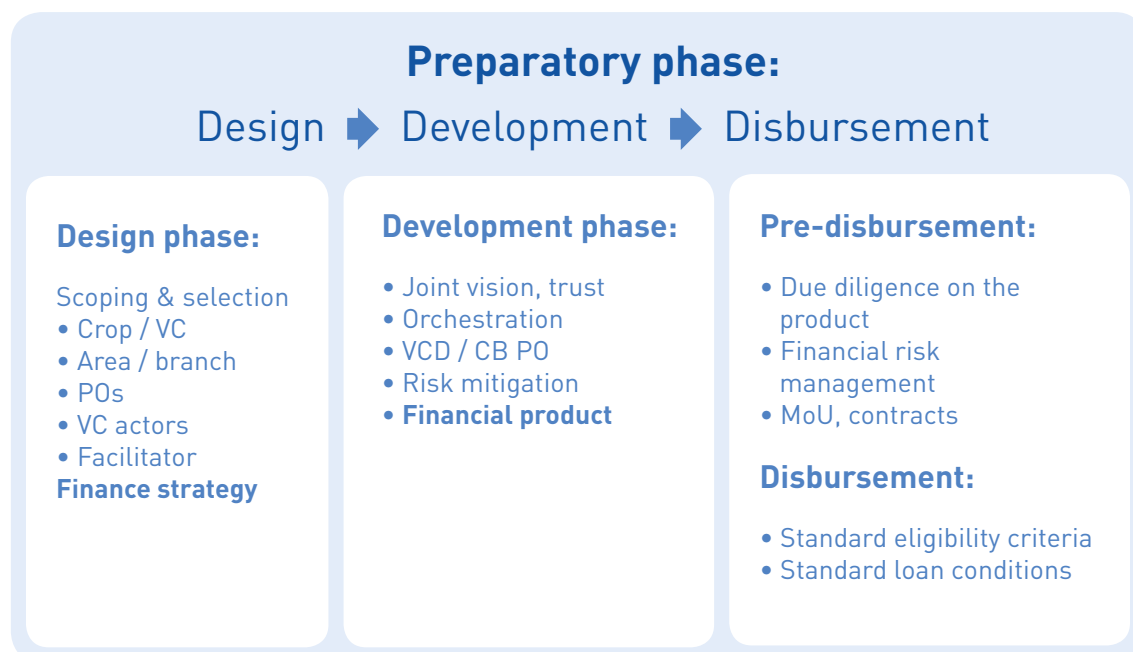 Preparatory phase:
Design Development Disbursement
Design phase:
Scoping & selection
• Crop / VC
• Area / branch
• POs
• VC actors
• Facilitator
Finance strategy
Development phase:
• Joint vision, trust
• Orchestration
• VCD / CB PO
• Risk mitigation
• Financial product
Pre-disbursement:
• Due diligence on the
product
• Financial risk
management
• MoU, contracts
Disbursement:
• Standard eligibility criteria
• Standard loan conditions